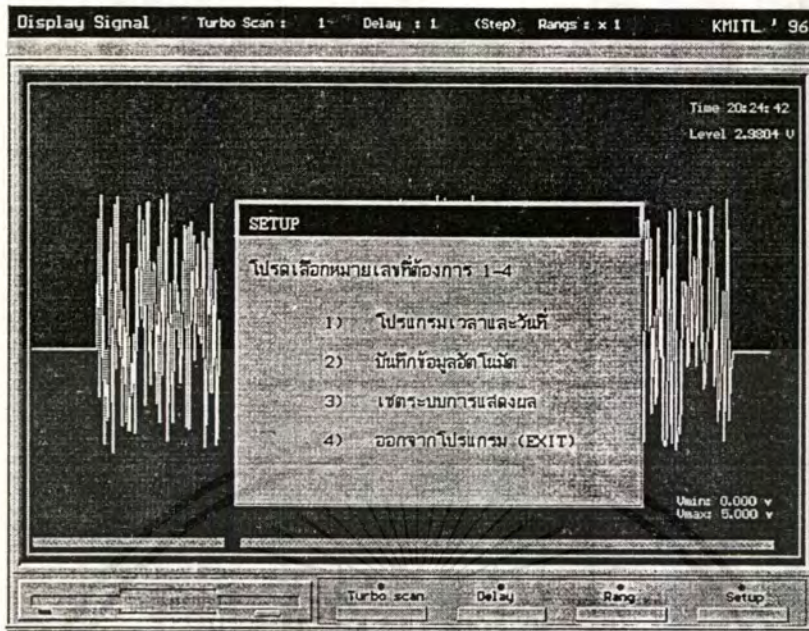 Display Signal Turbo Scan : 1 Delay : 1 (Step) Rangs : x 1 KMITL ' 96
Time 20:24:42
Level 2.9804 V
SETUP
โปรดเลือกหมายเลขที่ต้องการ 1-4
1) โปรแกรมเวลาและวันที่
2) บันทึกข้อมูลอัตโนมัต
3) เซตระบบการแสดงผล
4) ออกจากโปรแกรม (EXIT)
Vmin: 0.000 v
Vmax: 5.000 v
Turbo scan Delay Rang Setup